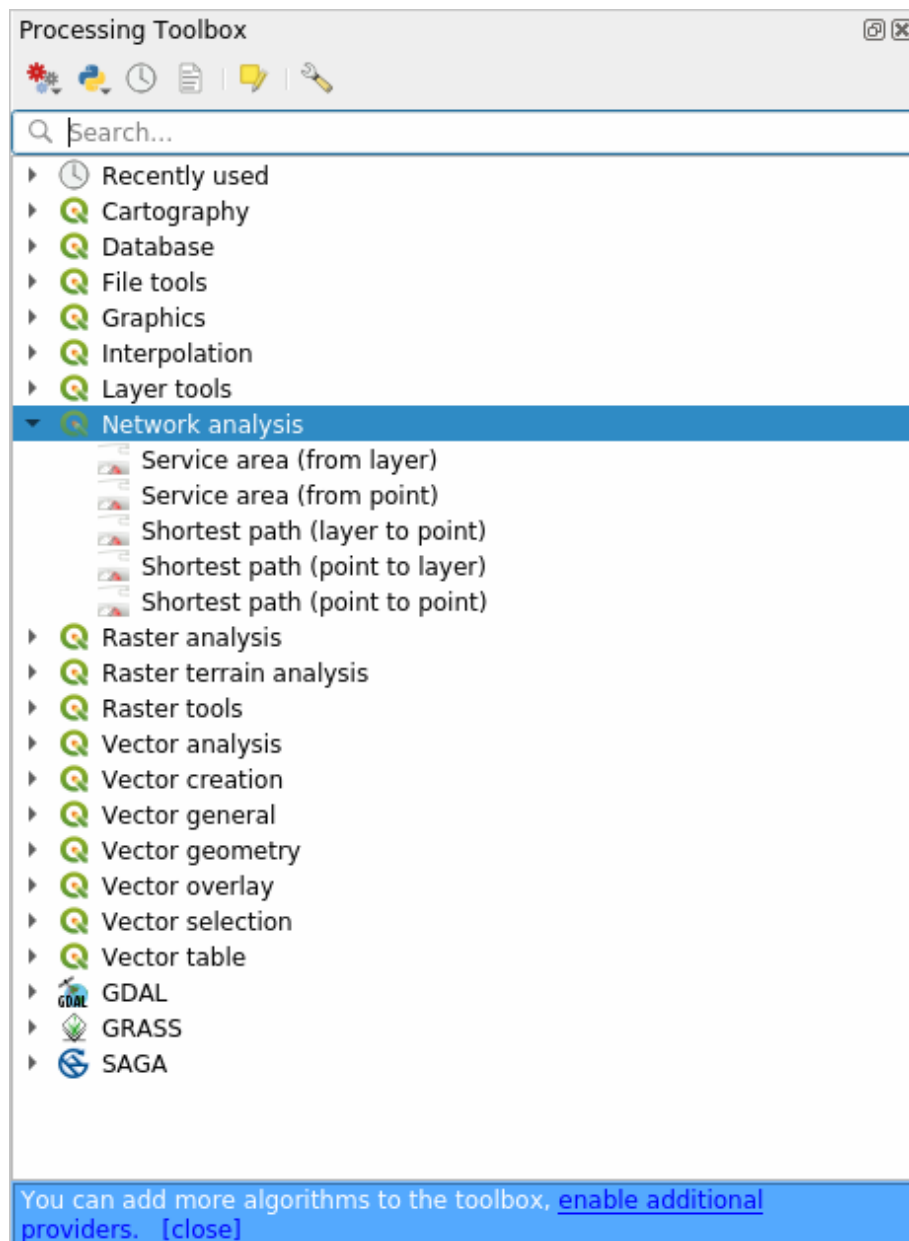 Processing Toolbox
Search...
Recently used
Cartography
Database
File tools
Graphics
Interpolation
Layer tools
Network analysis
Service area (from layer)
Service area (from point)
Shortest path (layer to point)
Shortest path (point to layer)
Shortest path (point to point)
Raster analysis
Raster terrain analysis
Raster tools
Vector analysis
Vector creation
Vector general
Vector geometry
Vector overlay
Vector selection
Vector table
GDAL GDAL
GRASS
SAGA
You can add more algorithms to the toolbox, enable additional
providers. [close]